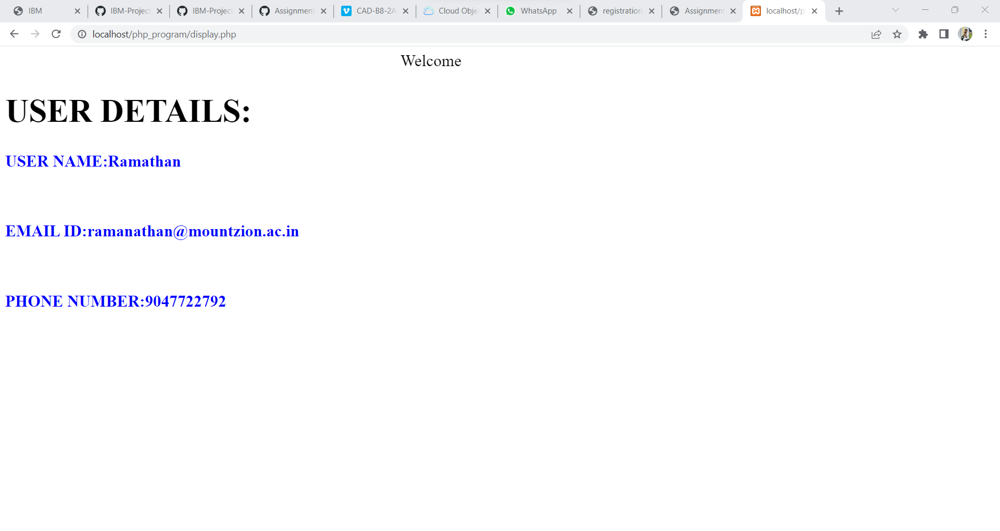 IBM
IBM-Project
IBM-Project
Assignment
CAD-B8-2A
Cloud Obje
WhatsApp
registration
Assignment
localhost/p
localhost/php_program/display.php
Welcome
USER DETAILS:
USER NAME:Ramathan
EMAIL ID:ramanathan@mountzion.ac.in
PHONE NUMBER:9047722792